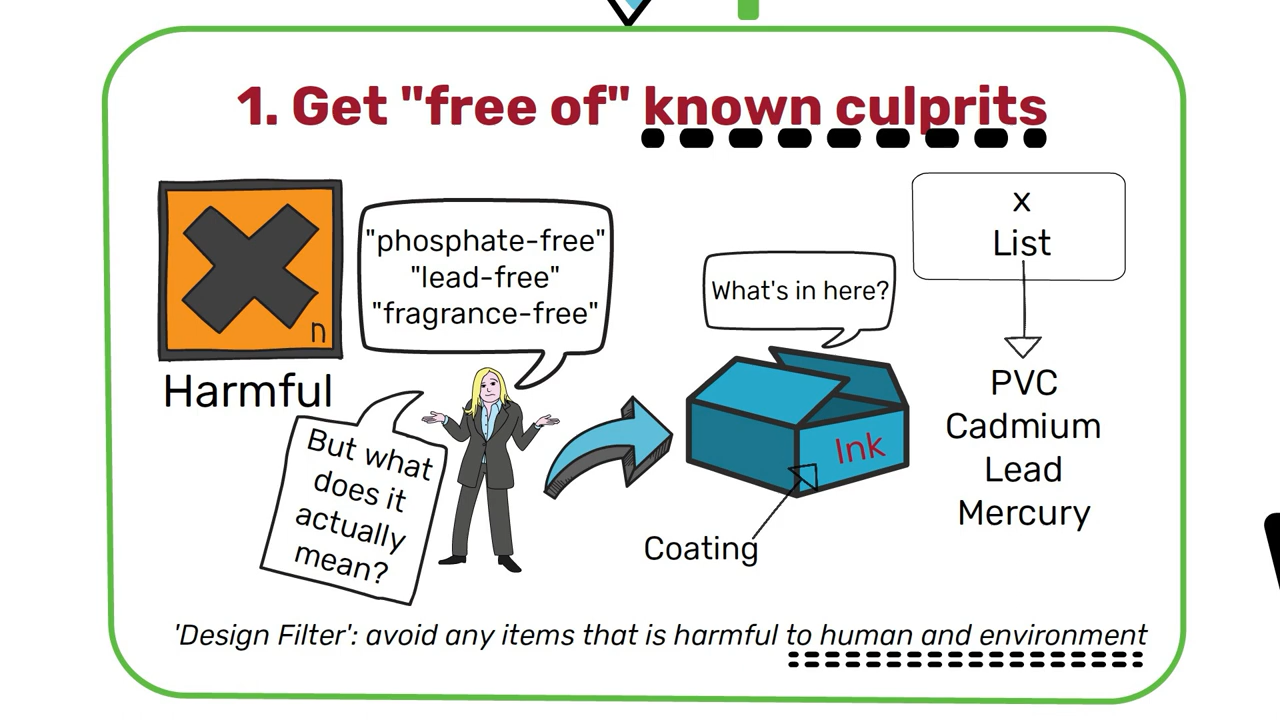 1. Get "free of" known culprits
n
Harmful
"phosphate-free"
"lead-free"
"fragrance-free"
But what
does it
actually
mean?
What's in here?
Ink
Coating
x
List
PVC
Cadmium
Lead
Mercury
'Design Filter': avoid any items that is harmful to human and environment